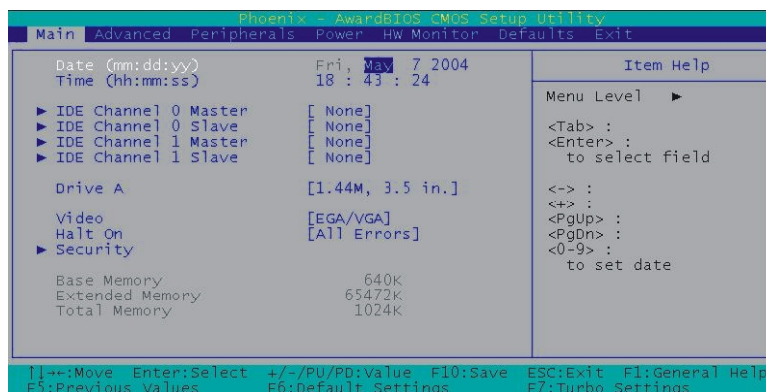 Phoenix - AwardBIOS CMOS Setup Utility
Main Advanced Peripherals Power HW Monitor Defaults Exit
Date (mm:dd:yy) Fri, May 7 2004
Time (hh:mm:ss) 18 : 43 : 24
► IDE Channel 0 Master [ None]
► IDE Channel 0 Slave [ None]
► IDE Channel 1 Master [ None]
► IDE Channel 1 Slave [ None]
Drive A [1.44M, 3.5 in.]
Video [EGA/VGA]
Halt On [All Errors]
► Security
Base Memory 640K
Extended Memory 65472K
Total Memory 1024K
Item Help
Menu Level ►
<Tab> :
<Enter> :
to select field
<-> :
<+> :
<PgUp> :
<PgDn> :
<0-9> :
to set date
↑↓→←:Move Enter:Select +/-/PU/PD:Value F10:Save ESC:Exit F1:General Help
F5:Previous Values F6:Default Settings F7:Turbo Settings